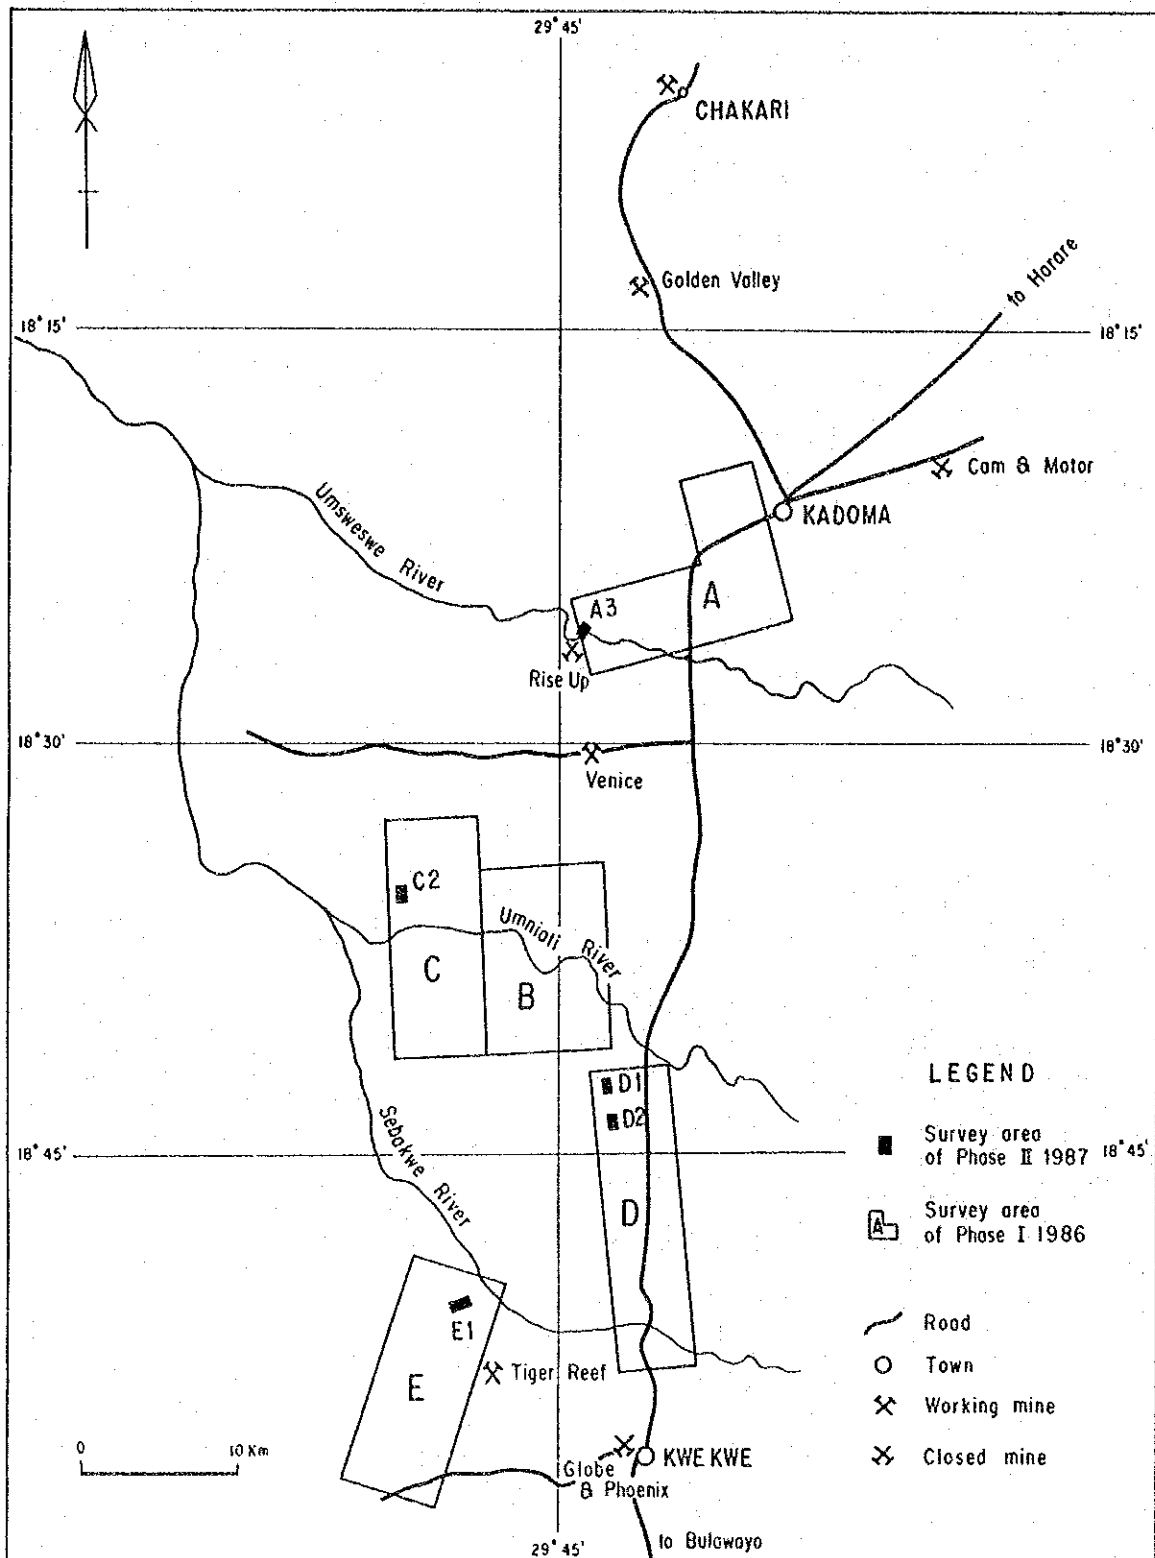 29°45'
CHAKARI
Golden Valley
to Harare
18°15'
18°15'
Cam & Motor
KADOMA
Umsweswe River
A
A3
Rise Up
18°30'
18°30'
Venice
C2
Umnioti River
C
B
LEGEND
D1
D2
Survey area
of Phase II 1987
18°45'
18°45'
Sebakwe River
D
A
Survey area
of Phase I 1986
E1
Road
Tiger Reef
Town
E
Working mine
0
10 Km
Globe
& Phoenix
KWE KWE
Closed mine
29°45'
to Bulawayo